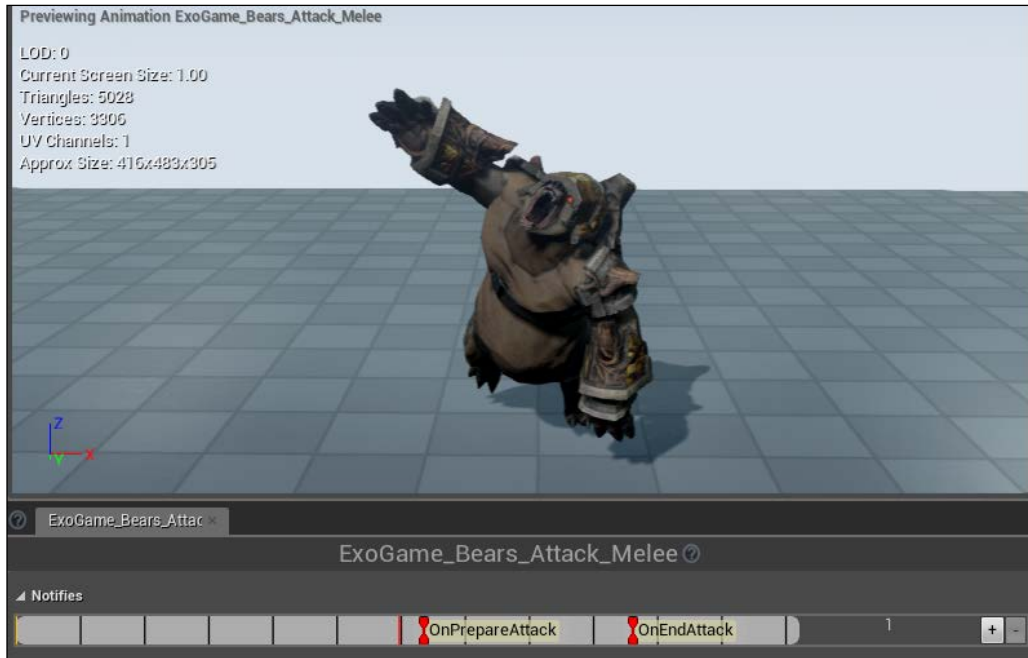 Previewing Animation ExoGame_Bears_Attack_Melee
LOD: 0
Current Screen Size: 1.00
Triangles: 5028
Vertices: 3306
UV Channels: 1
Approx Size: 416x483x305
Z
X
Y
ExoGame_Bears_Attac
ExoGame_Bears_Attack_Melee
Notifies
OnPrepareAttack OnEndAttack 1 + -